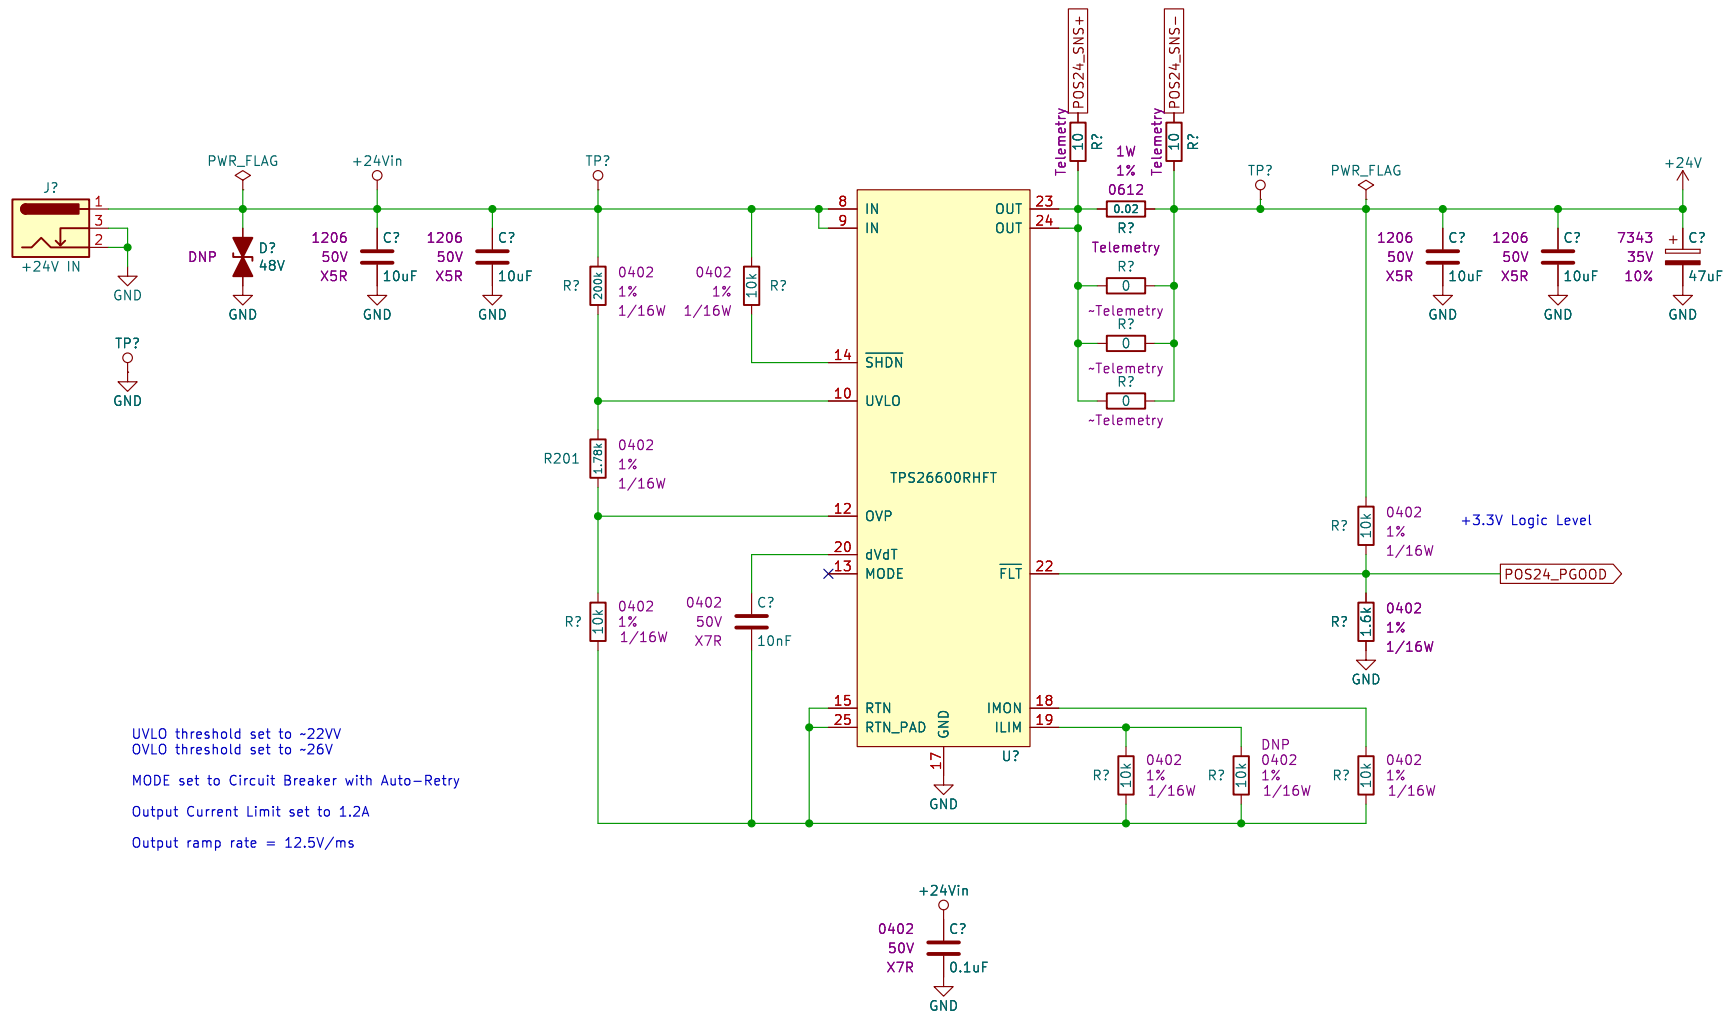 POS24_SNS+
POS24_SNS-
Telemetry
10
R?
Telemetry
10
R?
1W
1%
0612
0.02
R?
Telemetry
R?
0
~Telemetry
R?
0
~Telemetry
R?
0
~Telemetry
J?
1
3
2
+24V IN
GND
TP?
GND
PWR_FLAG
DNP
D?
48V
GND
+24Vin
1206
50V
X5R
C?
10uF
GND
1206
50V
X5R
C?
10uF
GND
TP?
R?
200k
0402
1%
1/16W
0402
1%
1/16W
10k
R?
R201
1.78k
0402
1%
1/16W
R?
10k
0402
1%
1/16W
0402
50V
X7R
C?
10nF
8
IN
9
IN
14
SHDN
10
UVLO
12
OVP
20
dVdT
13
MODE
15
RTN
25
RTN_PAD
TPS26600RHFT
OUT
23
OUT
24
FLT
22
IMON
18
ILIM
19
GND
17
U?
GND
TP?
PWR_FLAG
+24V
1206
50V
X5R
C?
10uF
GND
1206
50V
X5R
C?
10uF
GND
7343
35V
10%
C?
47uF
GND
R?
10k
0402
1%
1/16W
+3.3V Logic Level
POS24_PGOOD
R?
1.6k
0402
1%
1/16W
GND
R?
10k
0402
1%
1/16W
R?
10k
DNP
0402
1%
1/16W
R?
10k
0402
1%
1/16W
UVLO threshold set to ~22VV
OVLO threshold set to ~26V
MODE set to Circuit Breaker with Auto-Retry
Output Current Limit set to 1.2A
Output ramp rate = 12.5V/ms
+24Vin
0402
50V
X7R
C?
0.1uF
GND